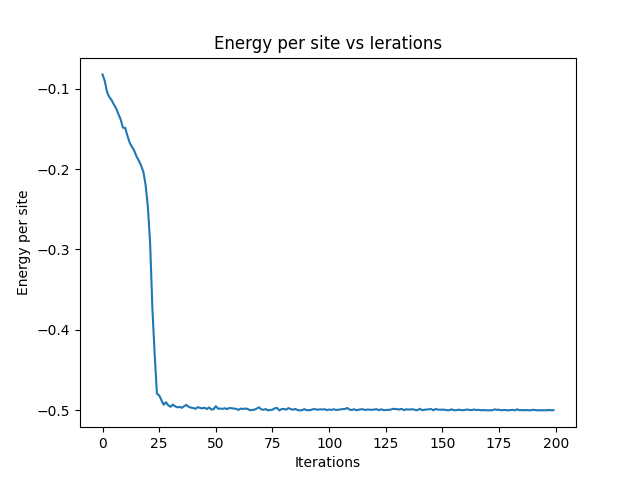 Energy per site vs Ierations
−0.1
−0.2
−0.3
−0.4
−0.5
Energy per site
0 25 50 75 100 125 150 175 200
Iterations